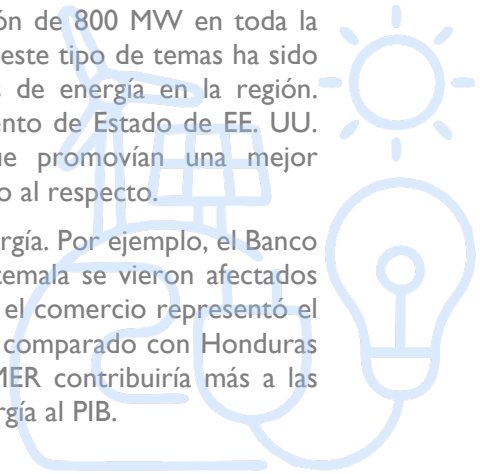 ón de 800 MW en toda la
este tipo de temas ha sido
s de energía en la región.
ento de Estado de EE. UU.
ue promovían una mejor
o al respecto.
ergía. Por ejemplo, el Banco
temala se vieron afectados
el comercio representó el
comparado con Honduras
MER contribuiría más a las
rgía al PIB.